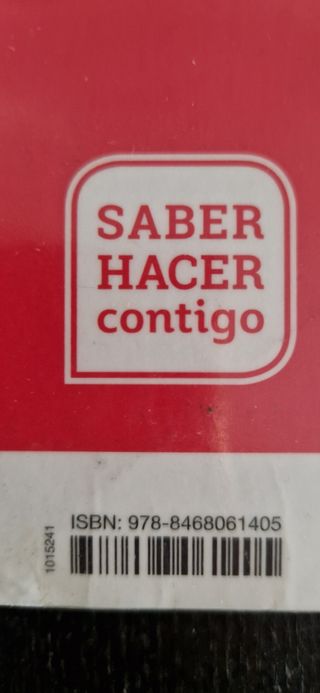 SABER
HACER
contigo
ISBN: 978-8468061405
1015241